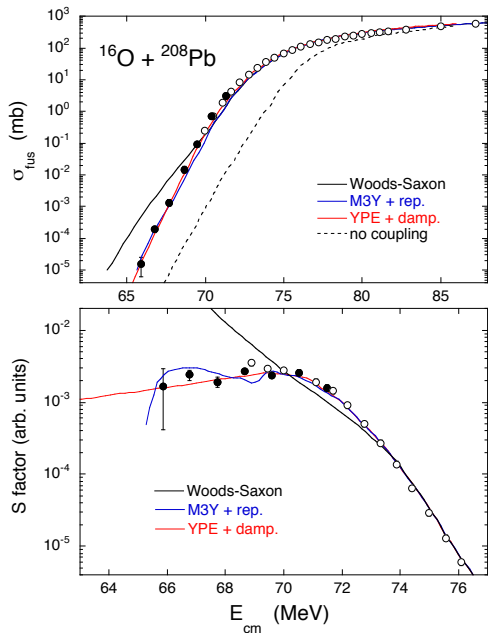 ¹⁶O + ²⁰⁸Pb
σfus (mb)
10³
10²
10¹
10⁰
10⁻¹
10⁻²
10⁻³
10⁻⁴
10⁻⁵
Woods-Saxon
M3Y + rep.
YPE + damp.
no coupling
65 70 75 80 85
S factor (arb. units)
10⁻²
10⁻³
10⁻⁴
10⁻⁵
Woods-Saxon
M3Y + rep.
YPE + damp.
64 66 68 70 72 74 76
Ecm (MeV)